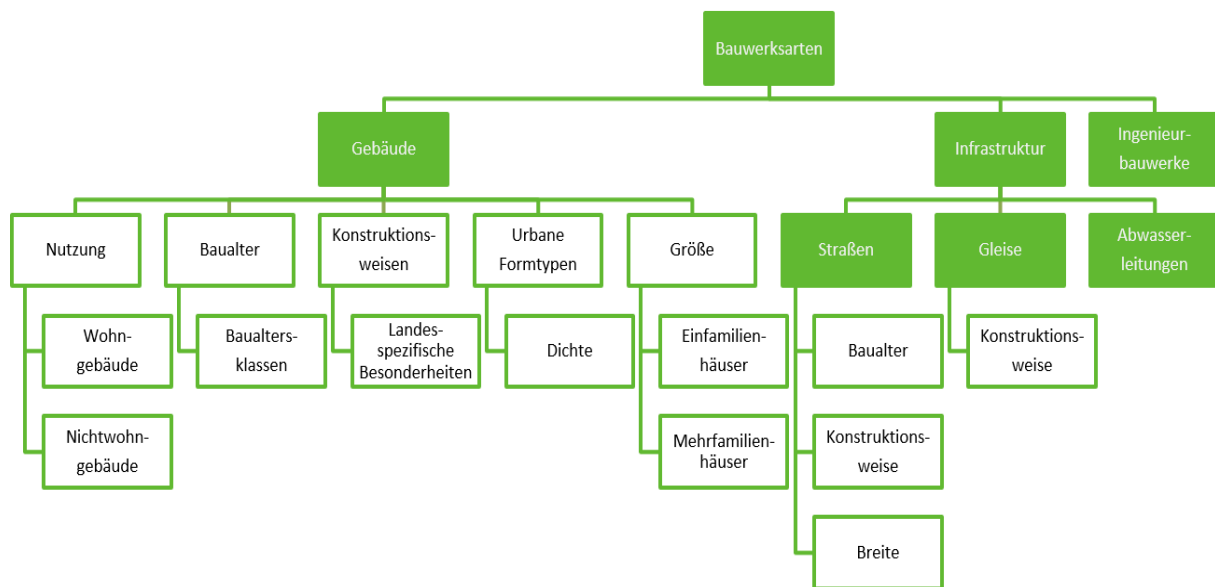 Bauwerksarten
Gebäude
Infrastruktur
Ingenieur-
bauwerke
Nutzung
Baualter
Konstruktions-
weisen
Urbane
Formtypen
Größe
Straßen
Gleise
Abwasser-
leitungen
Wohn-
gebäude
Baualters-
klassen
Landes-
spezifische
Besonderheiten
Dichte
Einfamilien-
häuser
Baualter
Konstruktions-
weise
Nichtwohn-
gebäude
Mehrfamilien-
häuser
Konstruktions-
weise
Breite